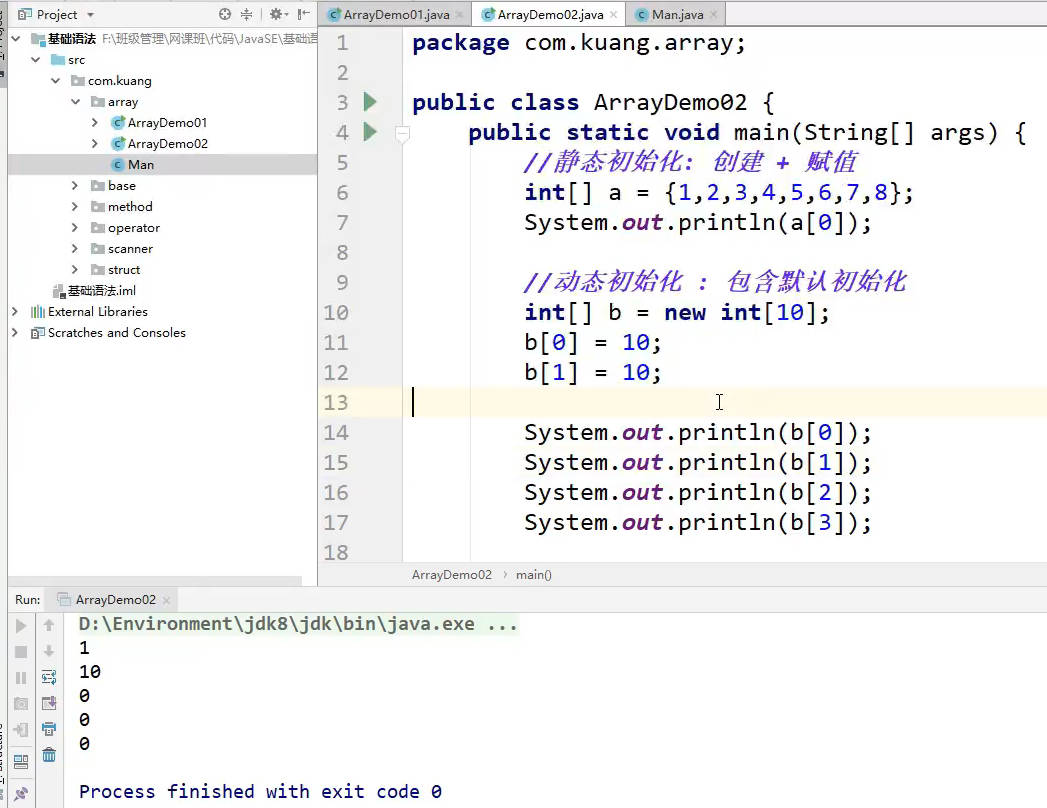 Project
基础语法 F:\班级管理\网课班\代码\JavaSE\基础语
src
com.kuang
array
ArrayDemo01
ArrayDemo02
Man
base
method
operator
scanner
struct
基础语法.iml
External Libraries
Scratches and Consoles
ArrayDemo01.java
ArrayDemo02.java
Man.java
1 package com.kuang.array;
2
3 public class ArrayDemo02 {
4 public static void main(String[] args) {
5 //静态初始化: 创建 + 赋值
6 int[] a = {1,2,3,4,5,6,7,8};
7 System.out.println(a[0]);
8
9 //动态初始化 : 包含默认初始化
10 int[] b = new int[10];
11 b[0] = 10;
12 b[1] = 10;
13
14 System.out.println(b[0]);
15 System.out.println(b[1]);
16 System.out.println(b[2]);
17 System.out.println(b[3]);
18
ArrayDemo02 › main()
Run: ArrayDemo02
D:\Environment\jdk8\jdk\bin\java.exe ...
1
10
0
0
0
Process finished with exit code 0